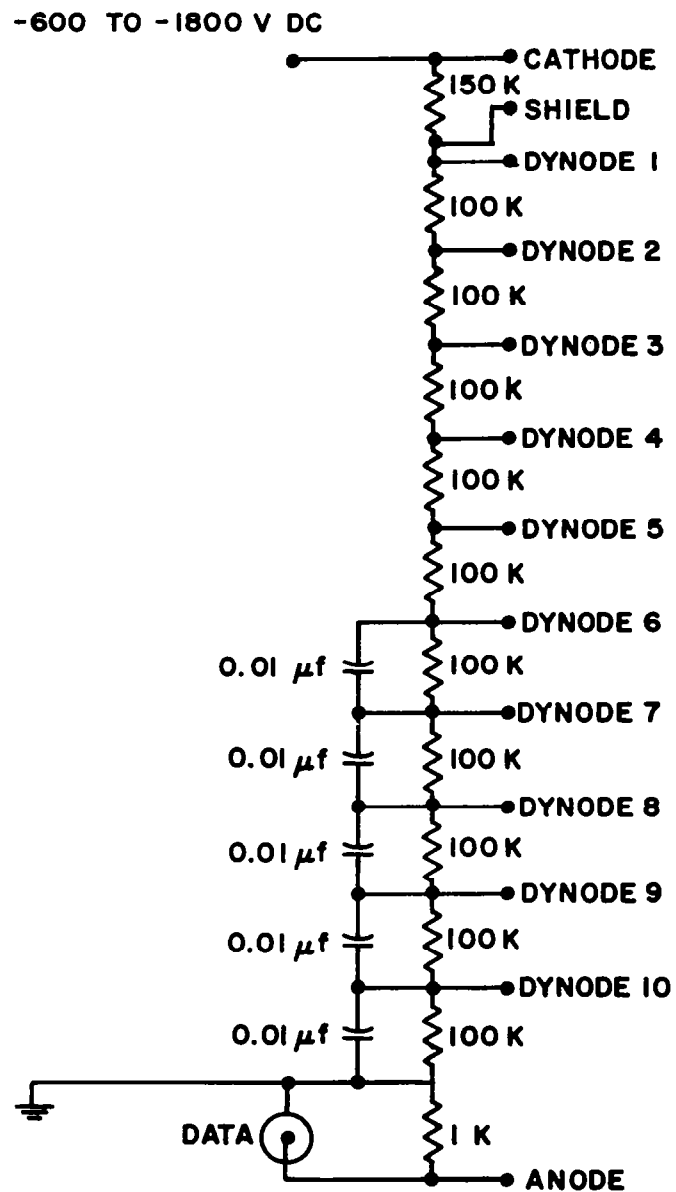 -600 TO -1800 V DC
CATHODE
150 K
SHIELD
DYNODE 1
100 K
DYNODE 2
100 K
DYNODE 3
100 K
DYNODE 4
100 K
DYNODE 5
100 K
DYNODE 6
0.01 μf
100 K
DYNODE 7
0.01 μf
100 K
DYNODE 8
0.01 μf
100 K
DYNODE 9
0.01 μf
100 K
DYNODE 10
0.01 μf
100 K
DATA
1 K
ANODE